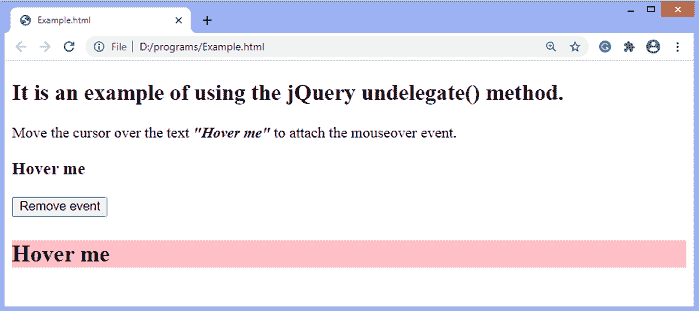 Example.html
File | D:/programs/Example.html
It is an example of using the jQuery undelegate() method.
Move the cursor over the text "Hover me" to attach the mouseover event.
Hover me
Remove event
Hover me